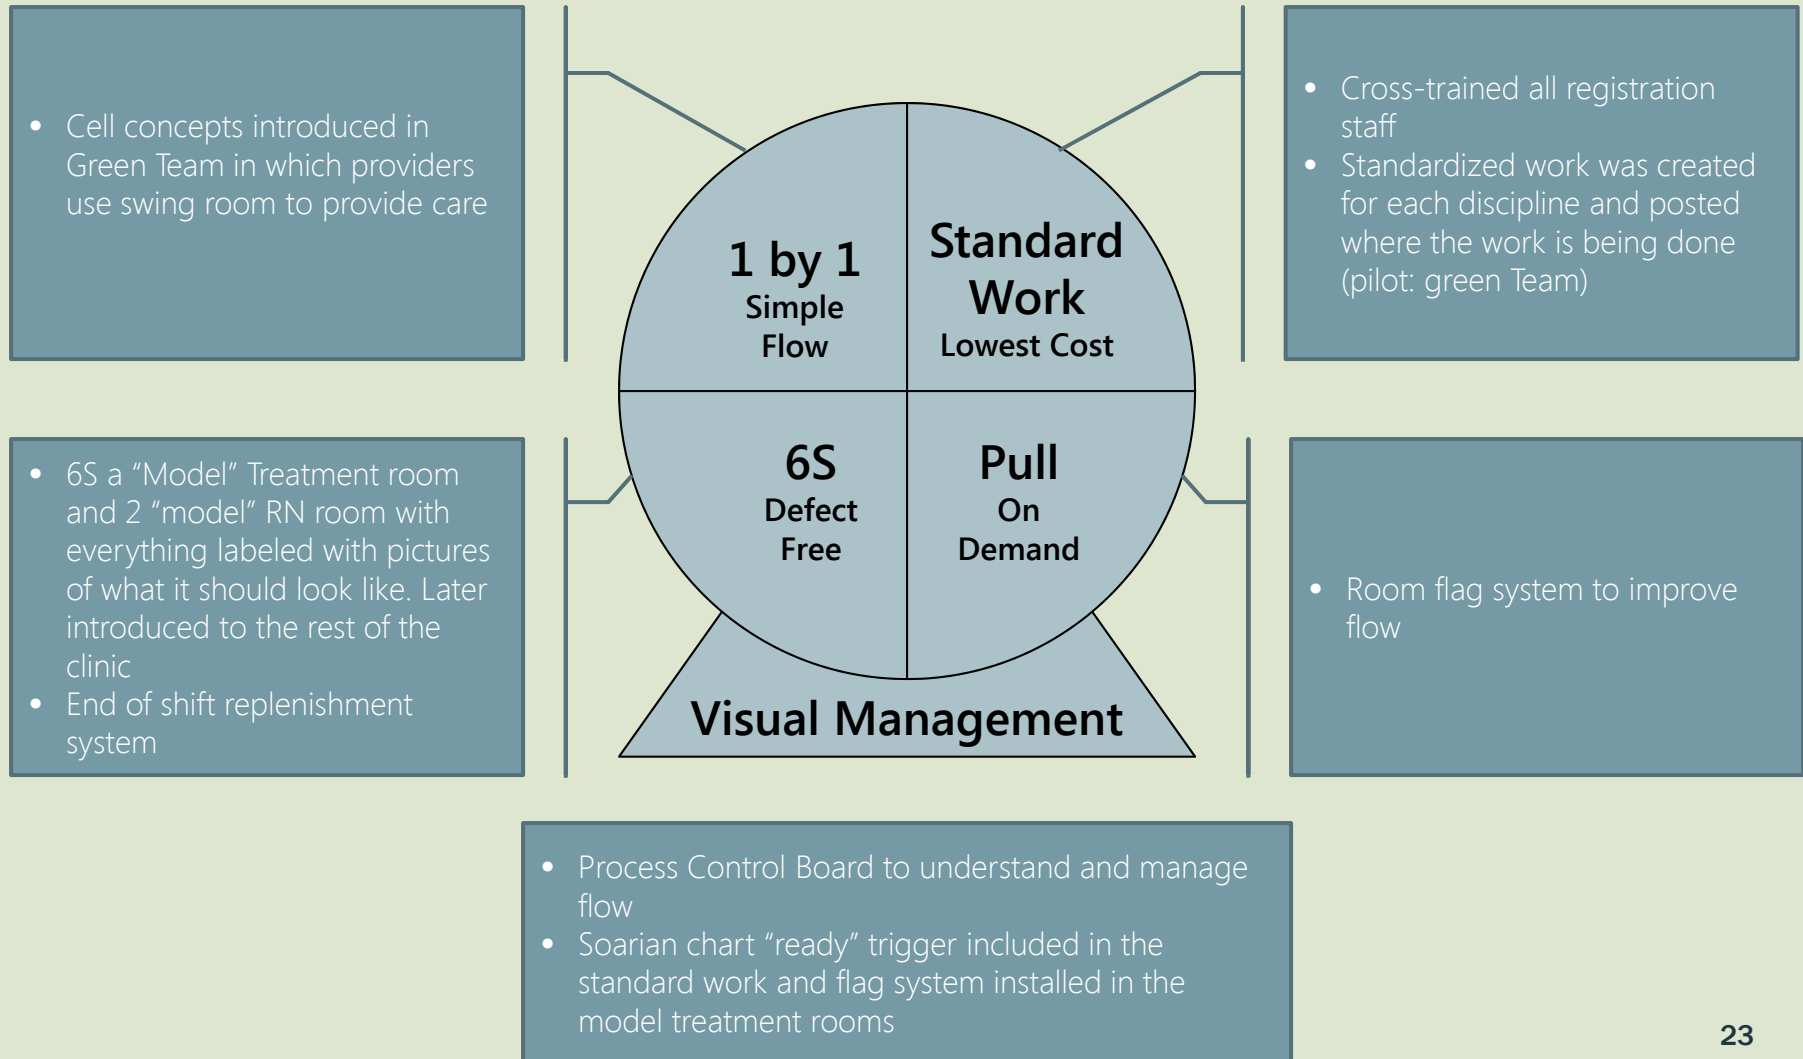 • Cell concepts introduced in
Green Team in which providers
use swing room to provide care
1 by 1
Simple
Flow
Standard
Work
Lowest Cost
• Cross-trained all registration
staff
• Standardized work was created
for each discipline and posted
where the work is being done
(pilot: green Team)
• 6S a “Model” Treatment room
and 2 “model” RN room with
everything labeled with pictures
of what it should look like. Later
introduced to the rest of the
clinic
• End of shift replenishment
system
6S
Defect
Free
Pull
On
Demand
• Room flag system to improve
flow
Visual Management
• Process Control Board to understand and manage
flow
• Soarian chart “ready” trigger included in the
standard work and flag system installed in the
model treatment rooms
23